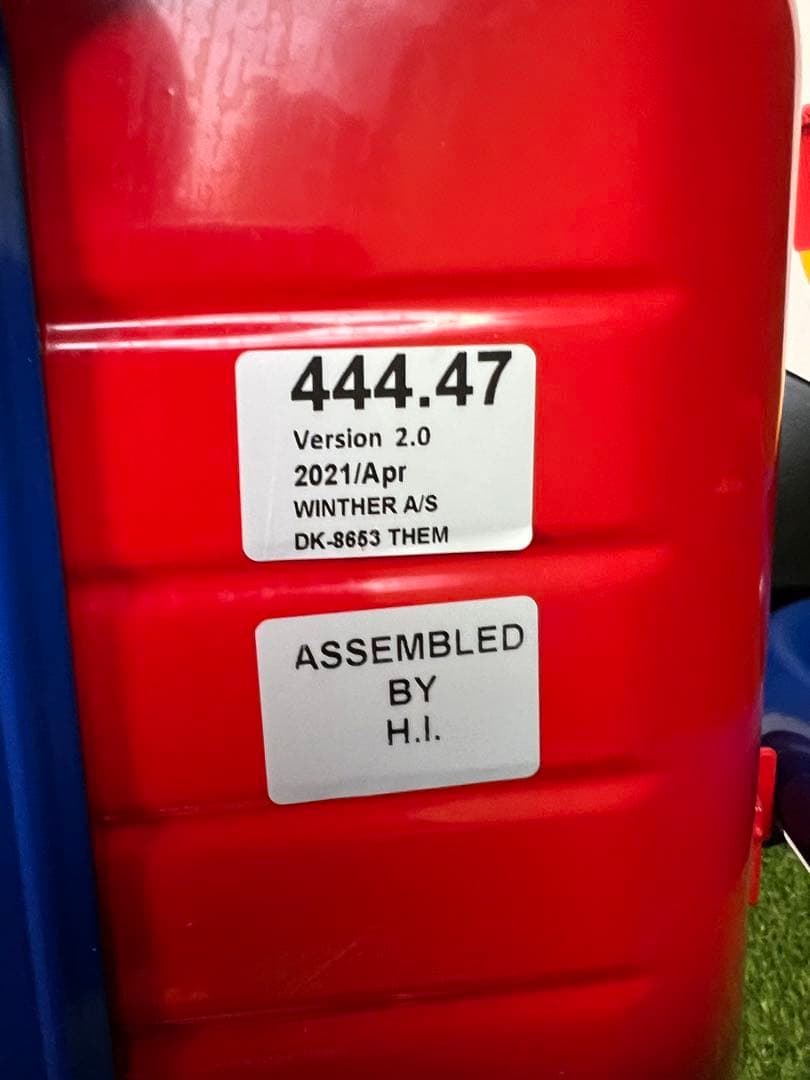 444.47
Version 2.0
2021/Apr
WINTHER A/S
DK-8653 THEM
ASSEMBLED
BY
H.I.